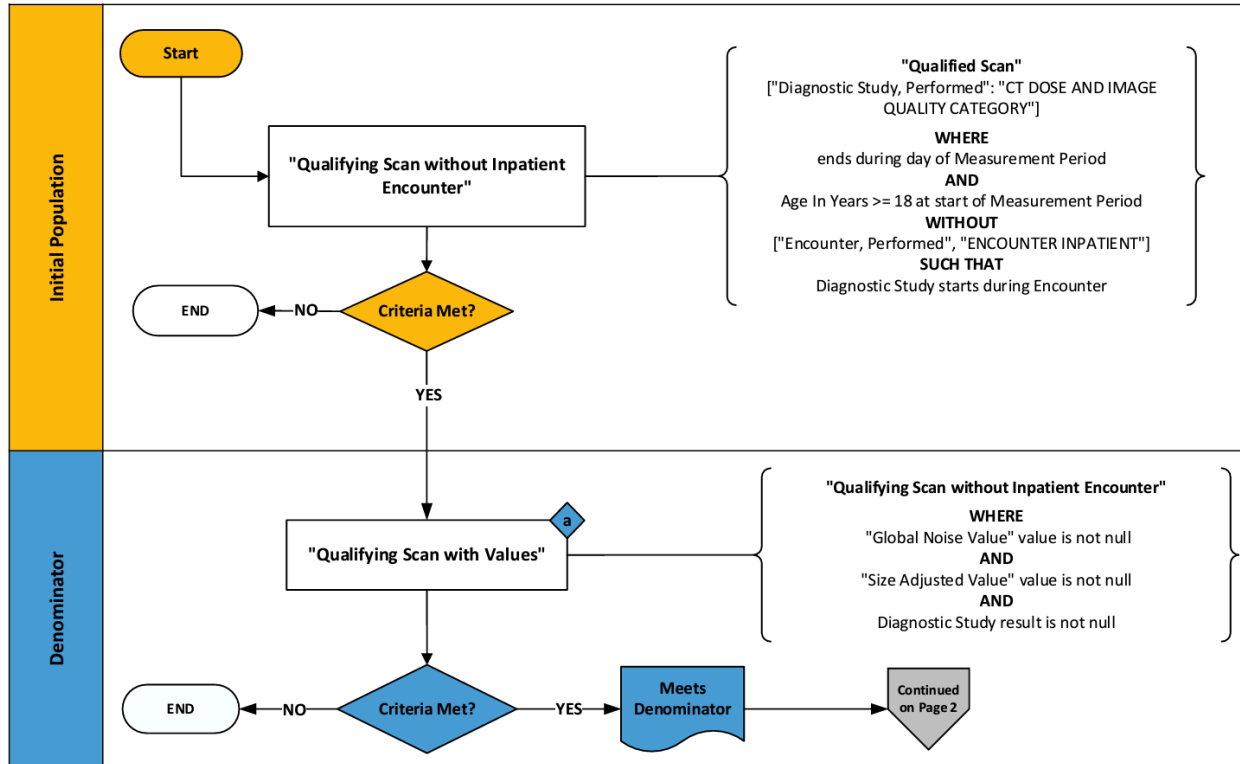 Initial Population
Start
"Qualifying Scan without Inpatient
Encounter"
"Qualified Scan"
["Diagnostic Study, Performed": "CT DOSE AND IMAGE
QUALITY CATEGORY"]
WHERE
ends during day of Measurement Period
AND
Age In Years >= 18 at start of Measurement Period
WITHOUT
["Encounter, Performed", "ENCOUNTER INPATIENT"]
SUCH THAT
Diagnostic Study starts during Encounter
Criteria Met?
NO
END
YES
Denominator
a
"Qualifying Scan with Values"
"Qualifying Scan without Inpatient Encounter"
WHERE
"Global Noise Value" value is not null
AND
"Size Adjusted Value" value is not null
AND
Diagnostic Study result is not null
Criteria Met?
NO
END
YES
Meets
Denominator
Continued
on Page 2